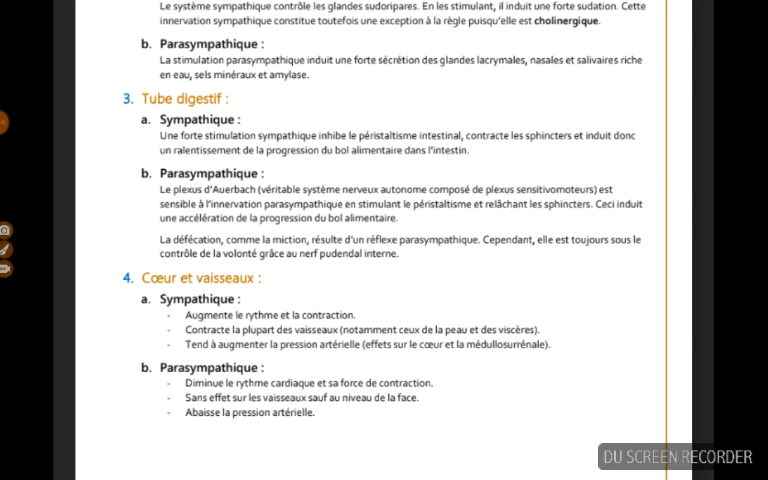 Le système sympathique contrôle les glandes sudoripares. En les stimulant, il induit une forte sudation. Cette
innervation sympathique constitue toutefois une exception à la règle puisqu'elle est cholinergique.
b. Parasympathique :
La stimulation parasympathique induit une forte sécrétion des glandes lacrymales, nasales et salivaires riche
en eau, sels minéraux et amylase.
3. Tube digestif :
a. Sympathique :
Une forte stimulation sympathique inhibe le péristaltisme intestinal, contracte les sphincters et induit donc
un ralentissement de la progression du bol alimentaire dans l'intestin.
b. Parasympathique :
Le plexus d'Auerbach (véritable système nerveux autonome composé de plexus sensitivomoteurs) est
sensible à l'innervation parasympathique en stimulant le péristaltisme et relâchant les sphincters. Ceci induit
une accélération de la progression du bol alimentaire.
La défécation, comme la miction, résulte d'un réflexe parasympathique. Cependant, elle est toujours sous le
contrôle de la volonté grâce au nerf pudendal interne.
4. Cœur et vaisseaux :
a. Sympathique :
- Augmente le rythme et la contraction.
- Contracte la plupart des vaisseaux (notamment ceux de la peau et des viscères).
- Tend à augmenter la pression artérielle (effets sur le cœur et la médullosurrénale).
b. Parasympathique :
- Diminue le rythme cardiaque et sa force de contraction.
- Sans effet sur les vaisseaux sauf au niveau de la face.
- Abaisse la pression artérielle.
DU SCREEN RECORDER